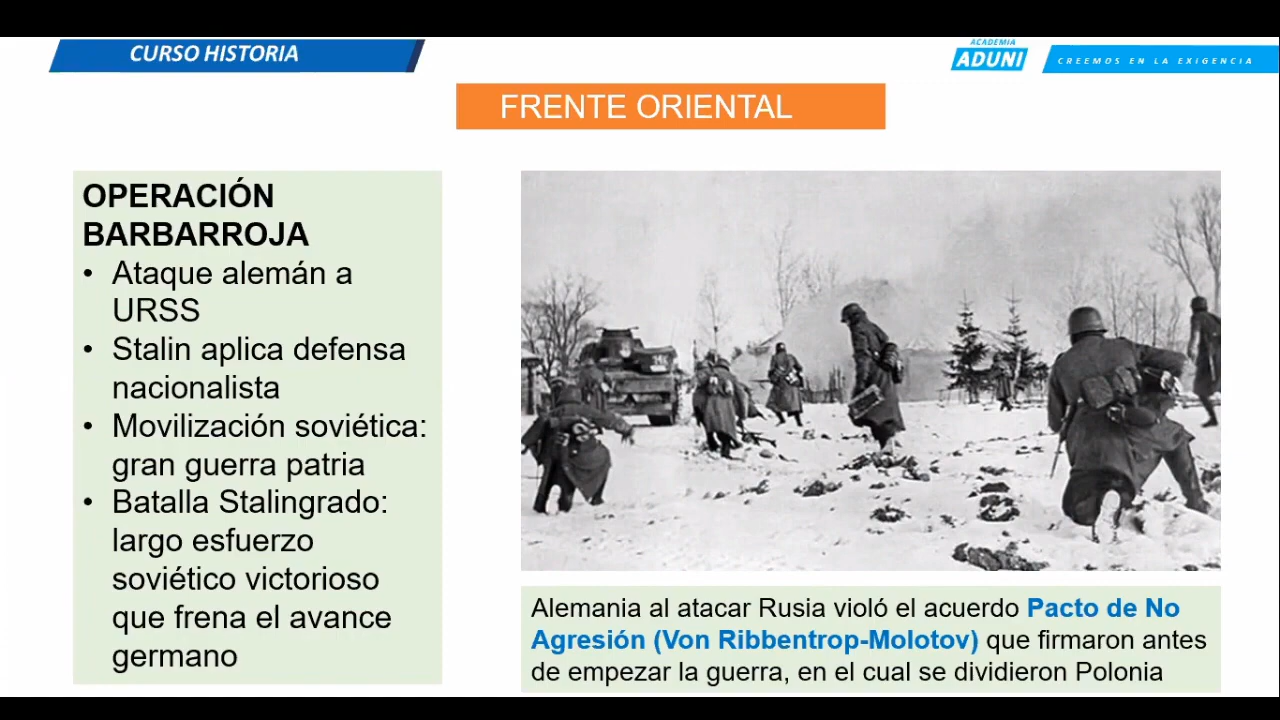 CURSO HISTORIA
ACADEMIA
ADUNI
CREEMOS EN LA EXIGENCIA
FRENTE ORIENTAL
OPERACIÓN
BARBARROJA
• Ataque alemán a
URSS
• Stalin aplica defensa
nacionalista
• Movilización soviética:
gran guerra patria
• Batalla Stalingrado:
largo esfuerzo
soviético victorioso
que frena el avance
germano
Alemania al atacar Rusia violó el acuerdo Pacto de No
Agresión (Von Ribbentrop-Molotov) que firmaron antes
de empezar la guerra, en el cual se dividieron Polonia